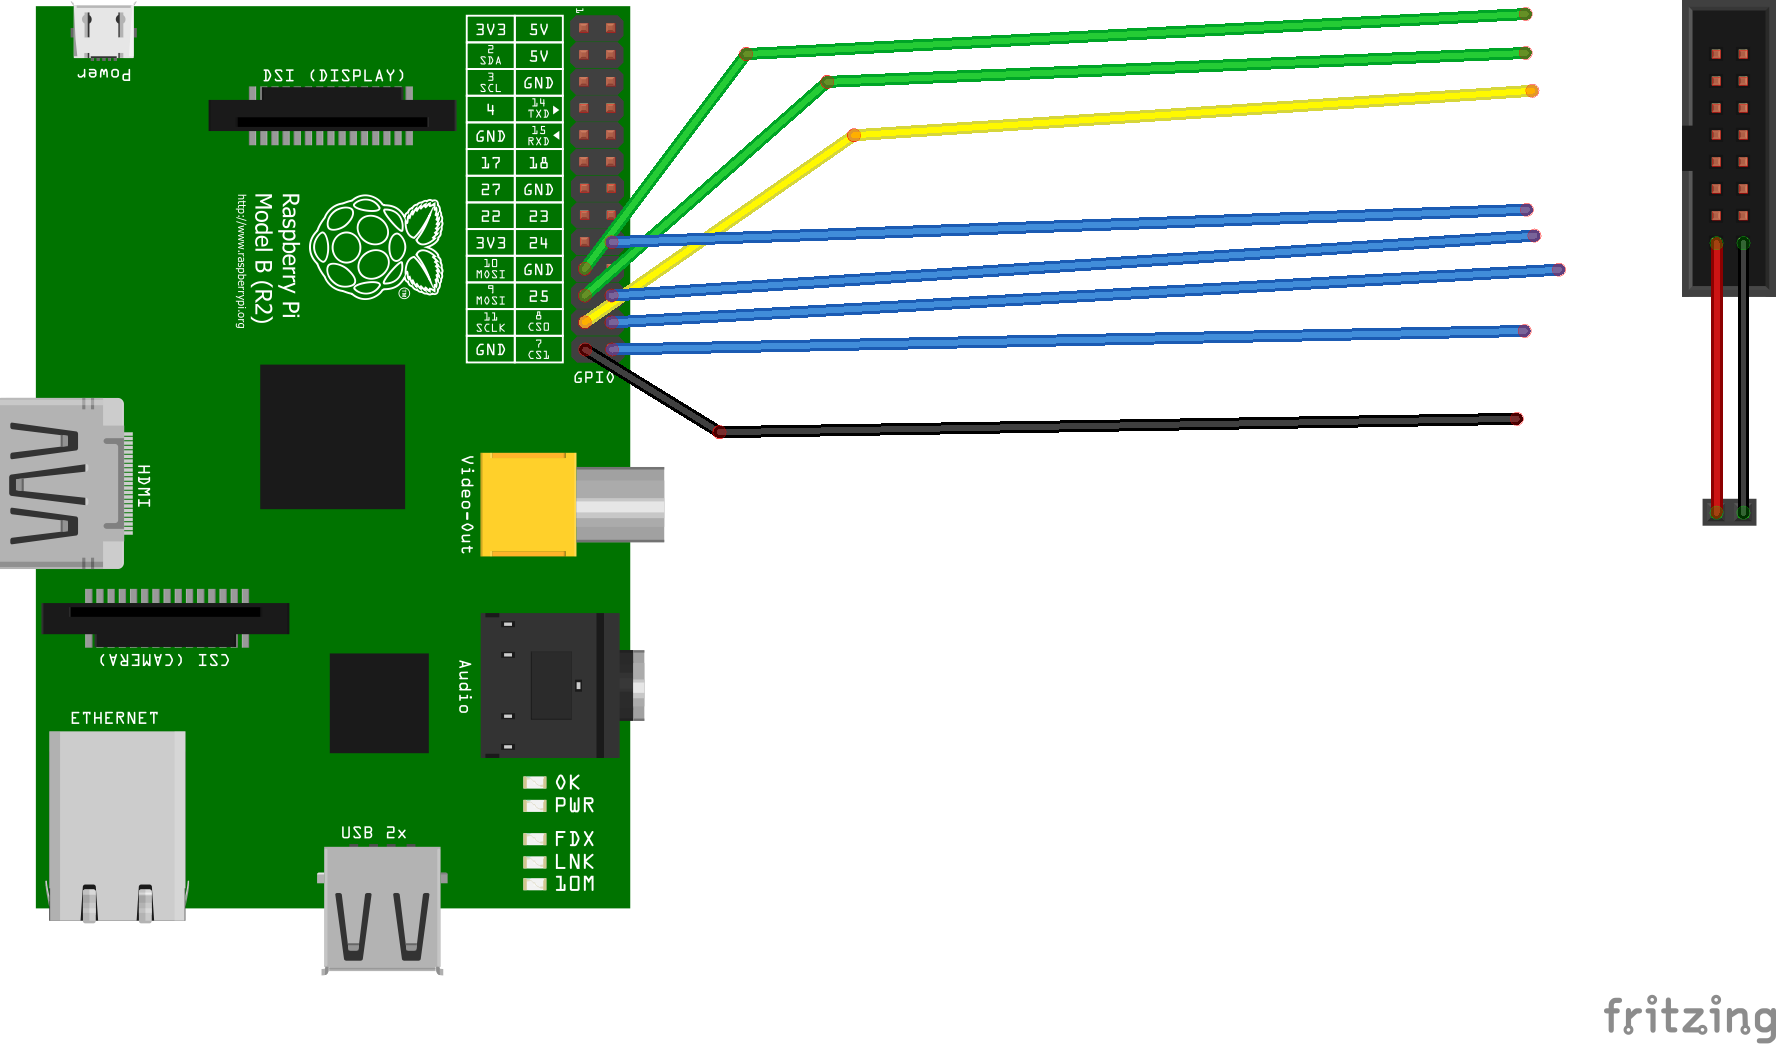 Power
DSI (DISPLAY)
1
3V3 5V
2 SDA 5V
3 SCL GND
4 14 TXD
GND 15 RXD
17 18
27 GND
22 23
3V3 24
10 MOSI GND
9 MOSI 25
11 SCLK 8 CS0
GND 7 CS1
GPIO
Raspberry Pi
Model B (R2)
http://www.raspberrypi.org
TM
HDMI
Video-Out
CSI (CAMERA)
Audio
ETHERNET
OK
PWR
USB 2x
FDX
LNK
10M
fritzing